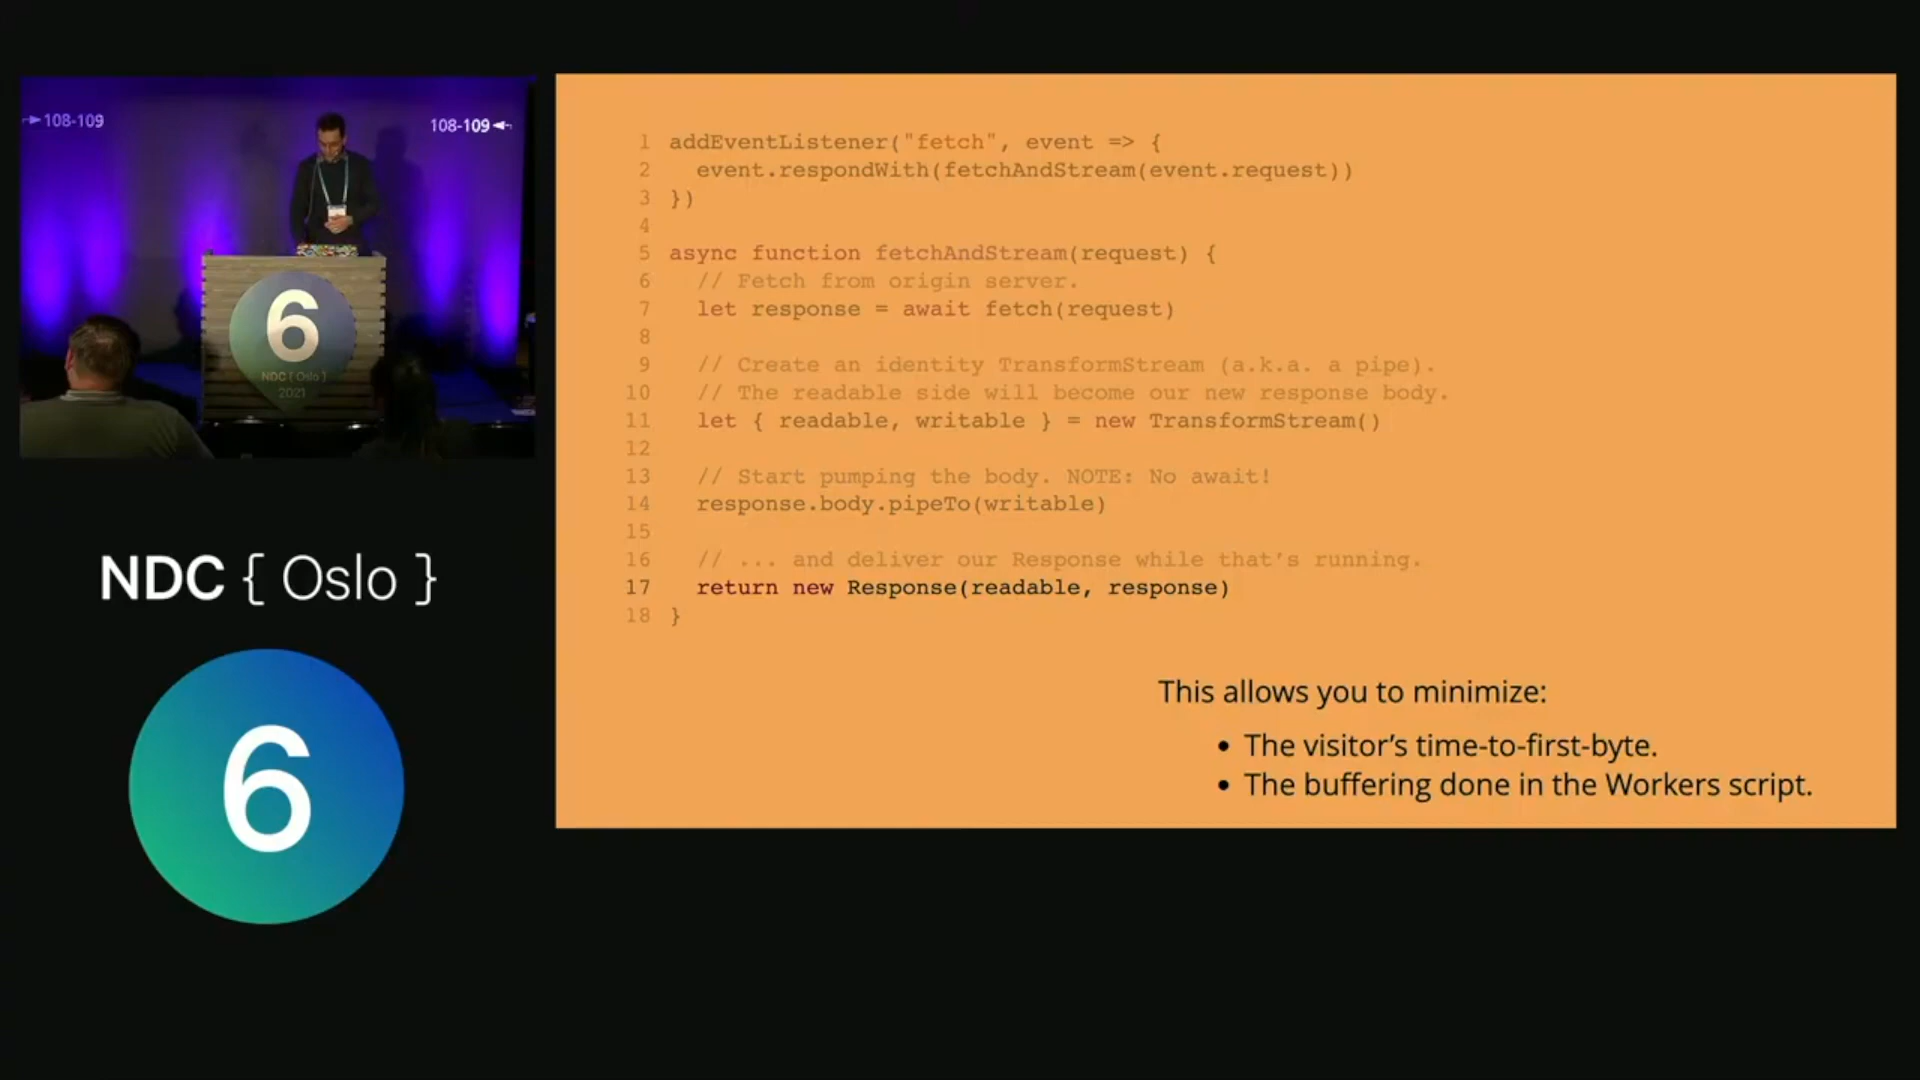 108-109
108-109
6
NDC { Oslo }
2021
NDC { Oslo }
6
1 addEventListener("fetch", event => {
2   event.respondWith(fetchAndStream(event.request))
3 })
4
5 async function fetchAndStream(request) {
6   // Fetch from origin server.
7   let response = await fetch(request)
8
9   // Create an identity TransformStream (a.k.a. a pipe).
10   // The readable side will become our new response body.
11   let { readable, writable } = new TransformStream()
12
13   // Start pumping the body. NOTE: No await!
14   response.body.pipeTo(writable)
15
16   // ... and deliver our Response while that’s running.
17   return new Response(readable, response)
18 }
This allows you to minimize:
• The visitor’s time-to-first-byte.
• The buffering done in the Workers script.